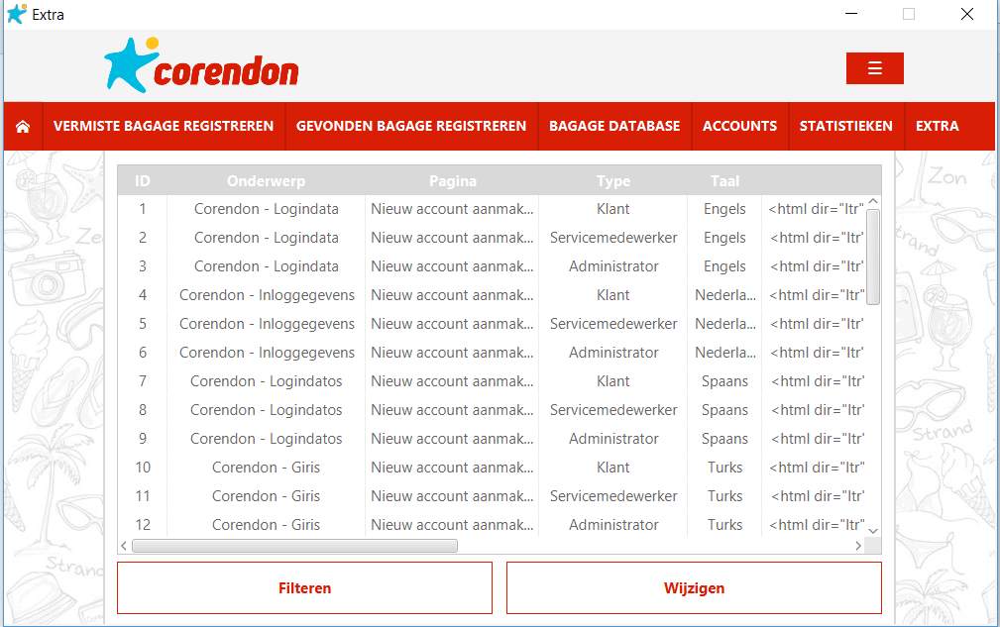 Extra
corendon
VERMISTE BAGAGE REGISTREREN GEVONDEN BAGAGE REGISTREREN BAGAGE DATABASE ACCOUNTS STATISTIEKEN EXTRA
ID Onderwerp Pagina Type Taal
1 Corendon - Logindata Nieuw account aanmak... Klant Engels <html dir="ltr"
2 Corendon - Logindata Nieuw account aanmak... Servicemedewerker Engels <html dir="ltr'
3 Corendon - Logindata Nieuw account aanmak... Administrator Engels <html dir="ltr'
4 Corendon - Inloggegevens Nieuw account aanmak... Klant Nederla... <html dir="ltr"
5 Corendon - Inloggegevens Nieuw account aanmak... Servicemedewerker Nederla... <html dir="ltr'
6 Corendon - Inloggegevens Nieuw account aanmak... Administrator Nederla... <html dir="ltr'
7 Corendon - Logindatos Nieuw account aanmak... Klant Spaans <html dir="ltr'
8 Corendon - Logindatos Nieuw account aanmak... Servicemedewerker Spaans <html dir="ltr'
9 Corendon - Logindatos Nieuw account aanmak... Administrator Spaans <html dir="ltr'
10 Corendon - Giris Nieuw account aanmak... Klant Turks <html dir="ltr"
11 Corendon - Giris Nieuw account aanmak... Servicemedewerker Turks <html dir="ltr'
12 Corendon - Giris Nieuw account aanmak... Administrator Turks <html dir="ltr"
Filteren Wijzigen
Ze
Strand
Zon
trand
Strand